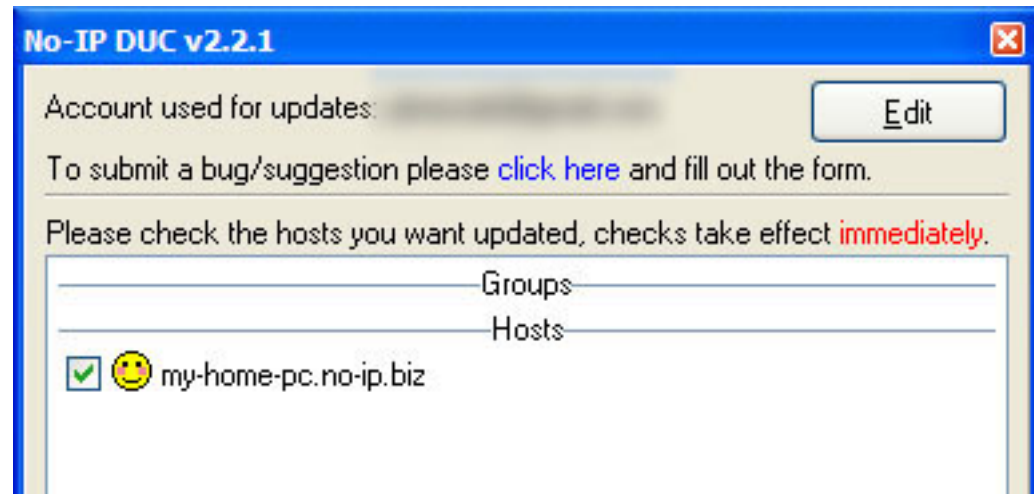 No-IP DUC v2.2.1
Account used for updates: Edit
To submit a bug/suggestion please click here and fill out the form.
Please check the hosts you want updated, checks take effect immediately.
Groups
Hosts
my-home-pc.no-ip.biz